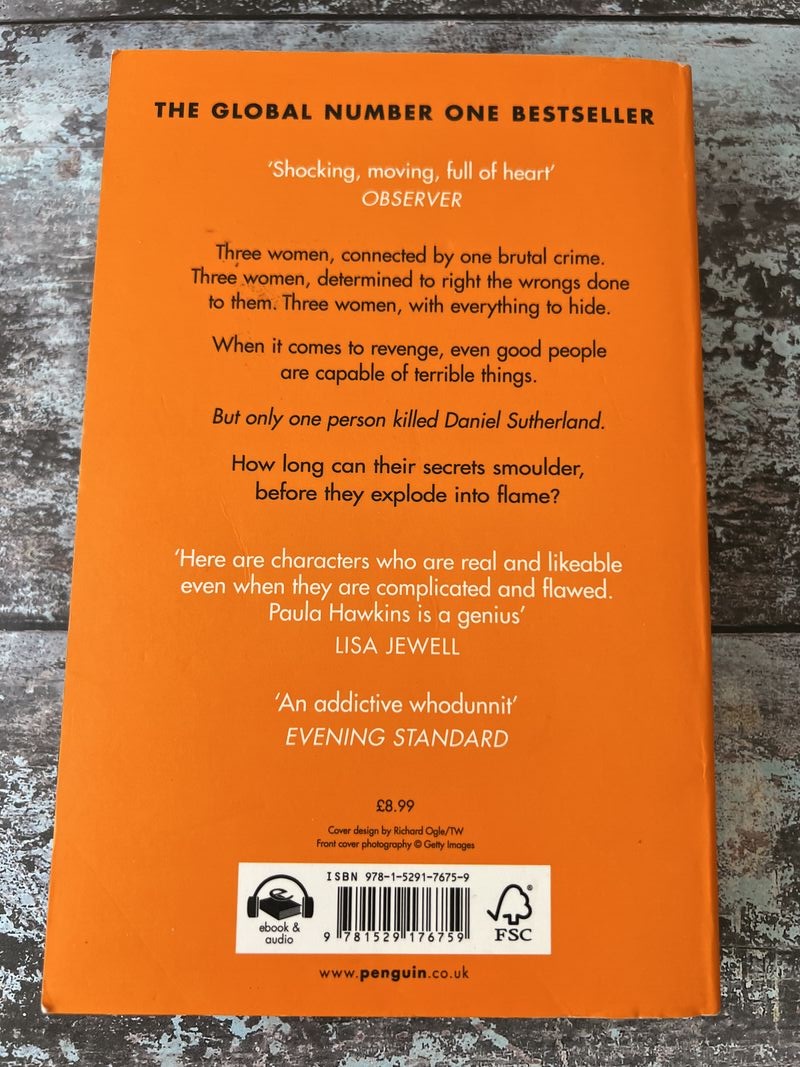 THE GLOBAL NUMBER ONE BESTSELLER
'Shocking, moving, full of heart'
OBSERVER
Three women, connected by one brutal crime.
Three women, determined to right the wrongs done
to them. Three women, with everything to hide.
When it comes to revenge, even good people
are capable of terrible things.
But only one person killed Daniel Sutherland.
How long can their secrets smoulder,
before they explode into flame?
'Here are characters who are real and likeable
even when they are complicated and flawed.
Paula Hawkins is a genius'
LISA JEWELL
'An addictive whodunnit'
EVENING STANDARD
£8.99
Cover design by Richard Ogle/TW
Front cover photography © Getty Images
ISBN 978-1-5291-7675-9
e
ebook &
audio
9 781529 176759
®
FSC
www.penguin.co.uk